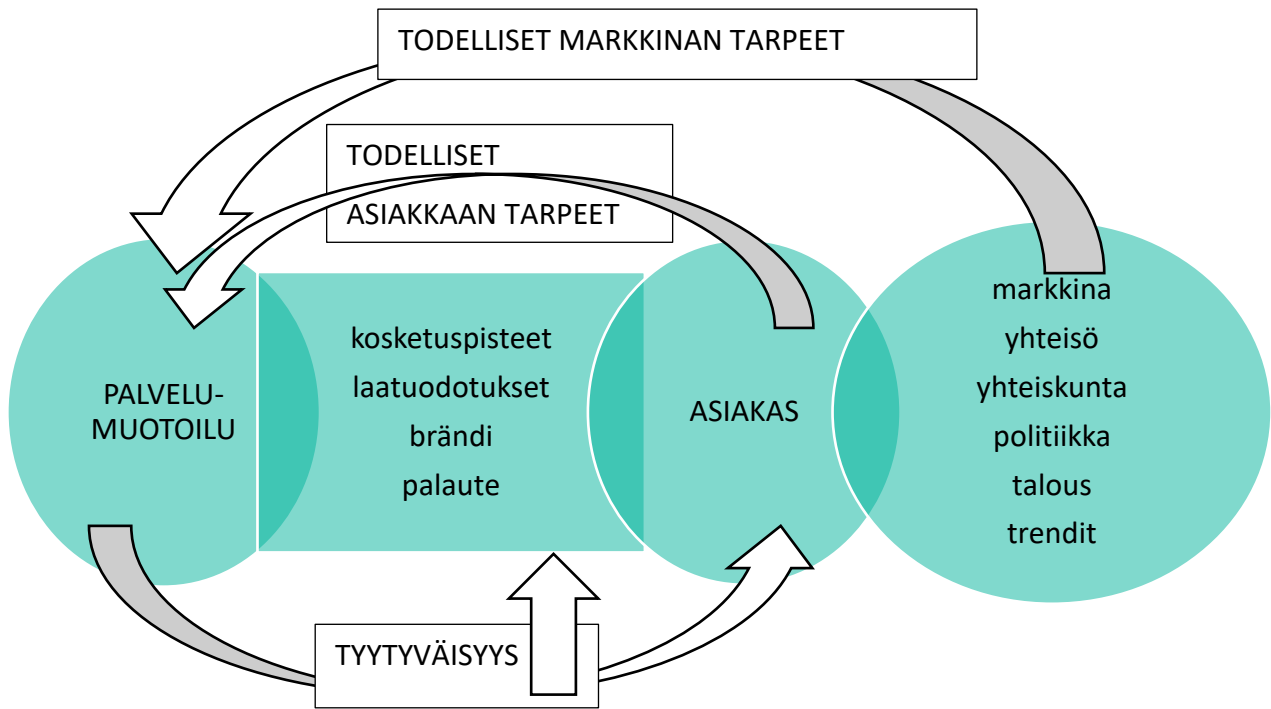 TODELLISET MARKKINAN TARPEET
TODELLISET
ASIAKKAAN TARPEET
PALVELU-
MUOTOILU
kosketuspisteet
laatuodotukset
brändi
palaute
ASIAKAS
markkina
yhteisö
yhteiskunta
politiikka
talous
trendit
TYYTYVÄISYYS